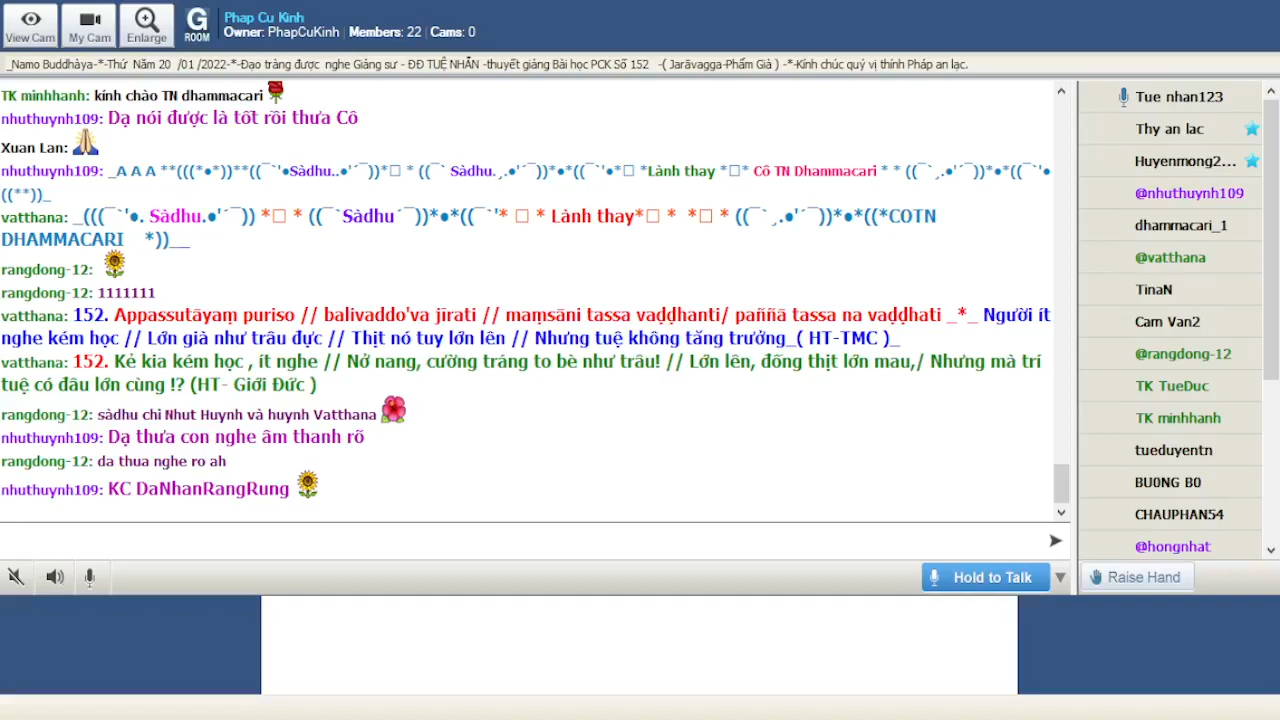 View Cam
My Cam
Enlarge
G
ROOM
Phap Cu Kinh
Owner: PhapCuKinh | Members: 22 | Cams: 0
_Namo Buddhàya-*-Thứ Năm 20 /01 /2022-*-Đạo tràng được nghe Giảng sư - ĐĐ TUỆ NHẪN -thuyết giảng Bài học PCK Số 152 -( Jarāvagga-Phẩm Già ) -*-Kính chúc quý vị thính Pháp an lạc.
TK minhhanh: kính chào TN dhammacari
nhuthuynh109: Dạ nói được là tốt rồi thưa Cô
Xuan Lan:
nhuthuynh109: _A A A **(((*●*))**((¯`'●Sàdhu..●'´¯))*□ * ((¯` Sàdhu.¸.●'´¯))*●*((¯`'●*□ *Lành thay *□* Cô TN Dhammacari * * ((¯`¸.●'´¯))*●*((¯`'●
((**))_
vatthana: _(((¯`'●. Sàdhu.●'´¯)) *□ * ((¯`Sàdhu´¯))*●*((¯`'* □ * Lành thay*□ * *□ * ((¯`¸.●'´¯))*●*((*COTN
DHAMMACARI *))__
rangdong-12:
rangdong-12: 1111111
vatthana: 152. Appassutāyaṃ puriso // balivaddo'va jīrati // maṃsāni tassa vaḍḍhanti/ paññā tassa na vaḍḍhati _*_ Người ít
nghe kém học // Lớn già như trâu đực // Thịt nó tuy lớn lên // Nhưng tuệ không tăng trưởng_( HT-TMC )_
vatthana: 152. Kẻ kia kém học , ít nghe // Nở nang, cường tráng to bè như trâu! // Lớn lên, đống thịt lớn mau,/ Nhưng mà trí
tuệ có đâu lớn cùng !? (HT- Giới Đức )
rangdong-12: sàdhu chi Nhut Huỳnh và huynh Vatthana
nhuthuynh109: Dạ thưa con nghe âm thanh rõ
rangdong-12: da thua nghe ro ah
nhuthuynh109: KC DaNhanRangRung
Hold to Talk
Tue nhan123
Thy an lac
Huyenmong2...
@nhuthuynh109
dhammacari_1
@vatthana
TinaN
Cam Van2
@rangdong-12
TK TueDuc
TK minhhanh
tueduyentn
BU0NG B0
CHAUPHAN54
@hongnhat
Raise Hand